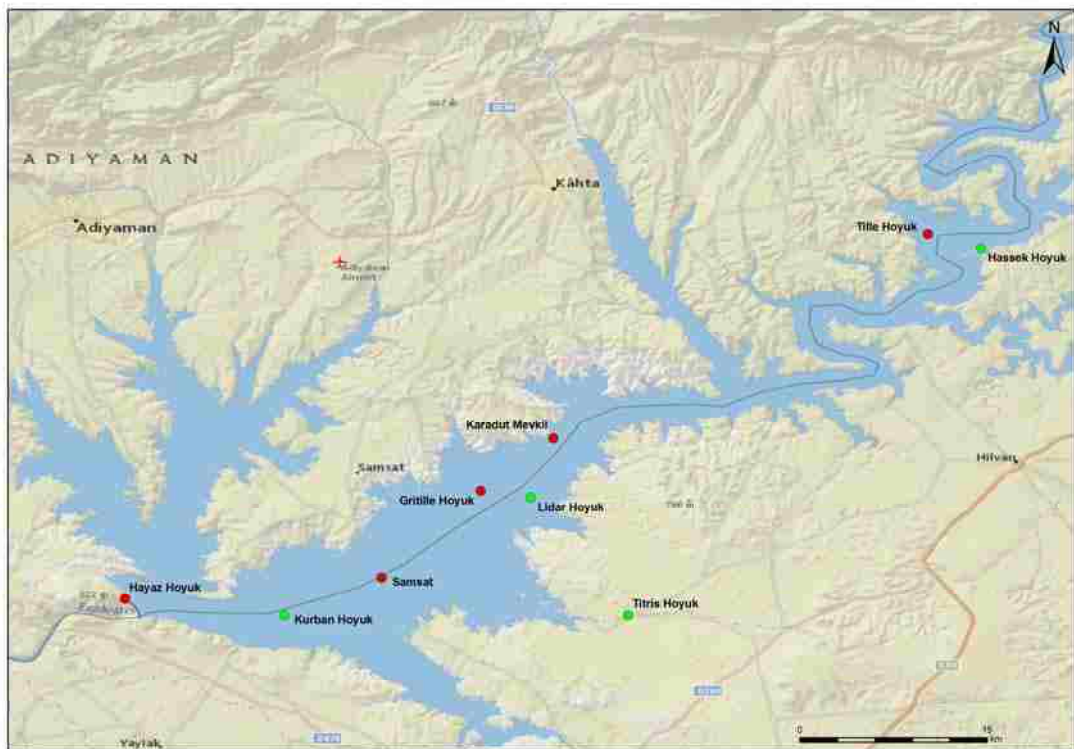 N
ADIYAMAN
Kâhta
Adiyaman
Tille Hoyuk
Hassek Hoyuk
Karadut Mevkii
Hilvan
Samsat
Gritille Hoyuk
Lidar Hoyuk
Samsat
Hayaz Hoyuk
Titris Hoyuk
Kurban Hoyuk
0 15
km
Yaylak